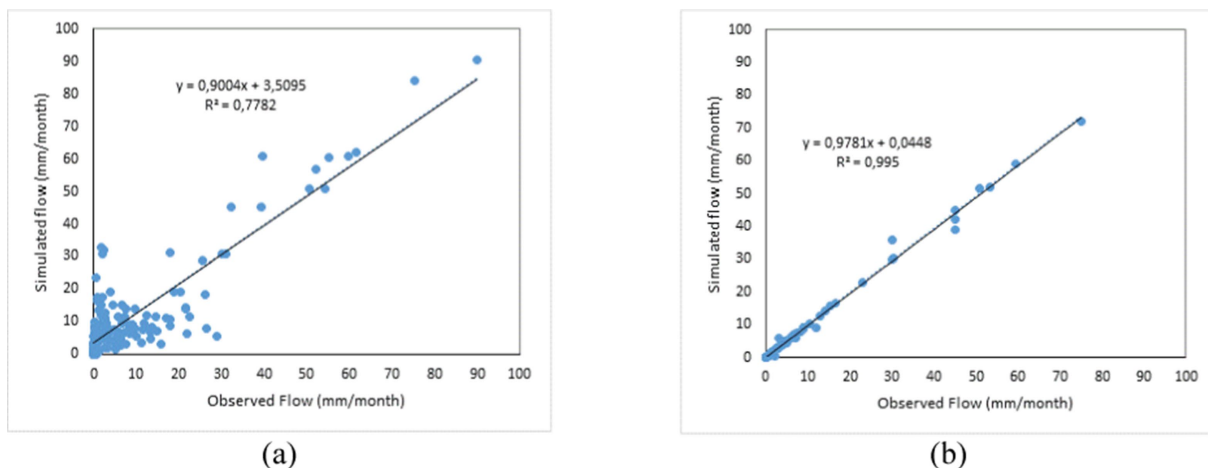 100
90
80
70
60
50
40
30
20
10
0
Simulated flow (mm/month)
y = 0,9004x + 3,5095
R² = 0,7782
0 10 20 30 40 50 60 70 80 90 100
Observed Flow (mm/month)
(a)
100
90
80
70
60
50
40
30
20
10
0
Simulated flow (mm/month)
y = 0,9781x + 0,0448
R² = 0,995
0 10 20 30 40 50 60 70 80 90 100
Observed Flow (mm/month)
(b)